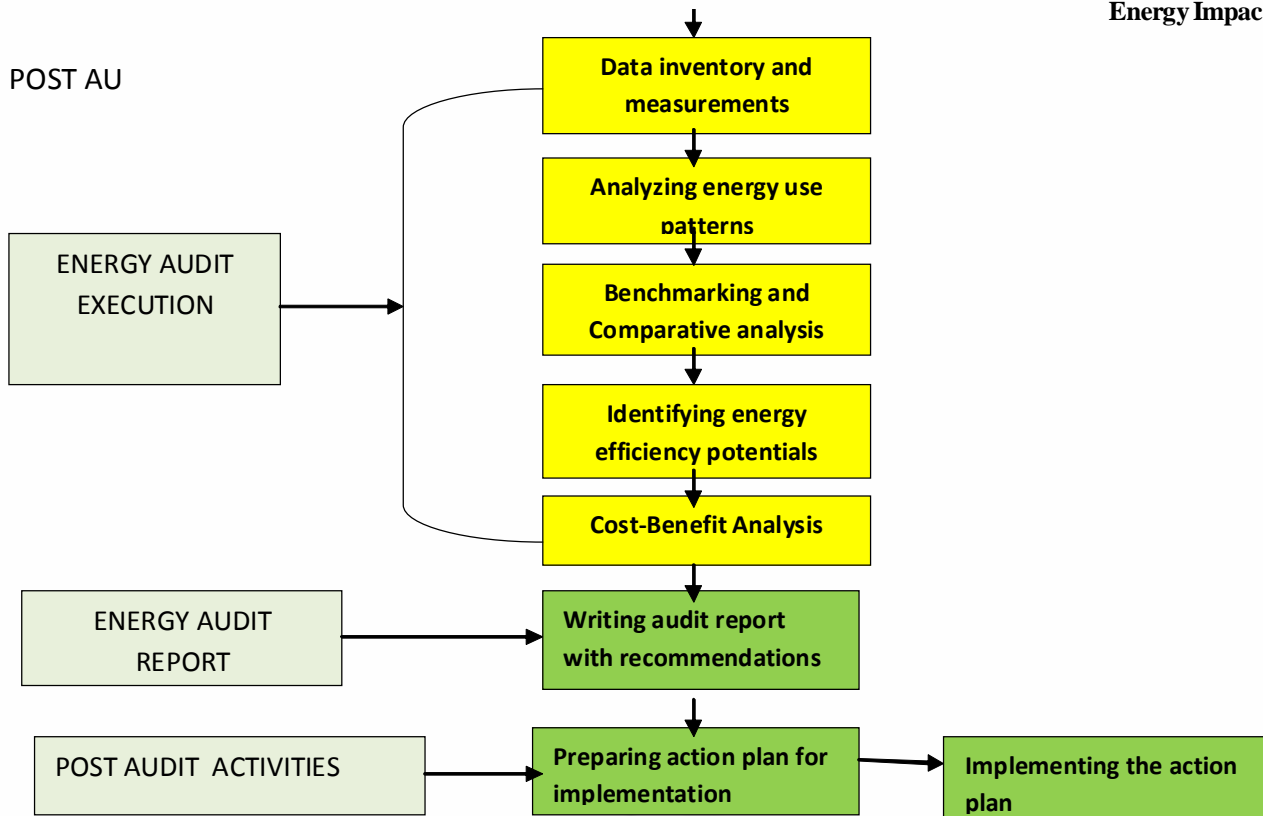 Energy Impac
POST AU
Data inventory and
measurements
Analyzing energy use
patterns
ENERGY AUDIT
EXECUTION
Benchmarking and
Comparative analysis
Identifying energy
efficiency potentials
Cost-Benefit Analysis
ENERGY AUDIT
REPORT
Writing audit report
with recommendations
POST AUDIT ACTIVITIES
Preparing action plan for
implementation
Implementing the action
plan